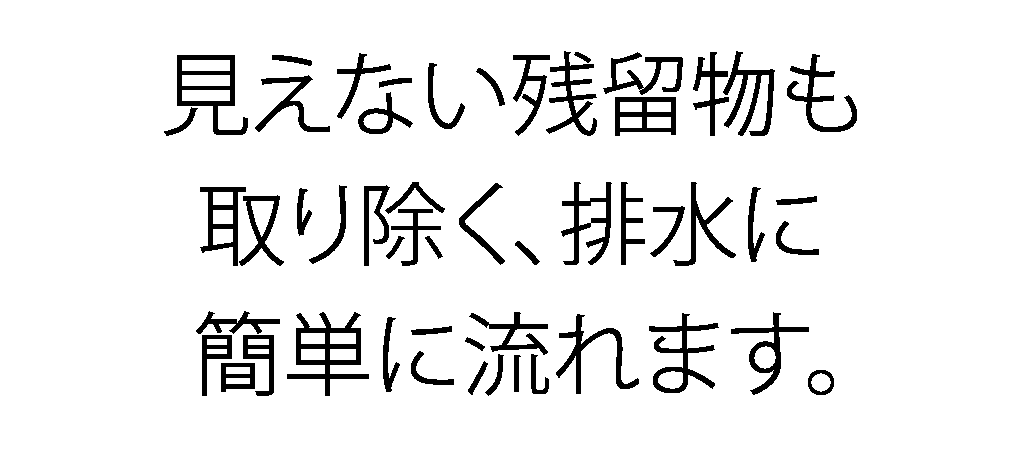 見えない残留物も
取り除く、排水に
簡単に流れます。